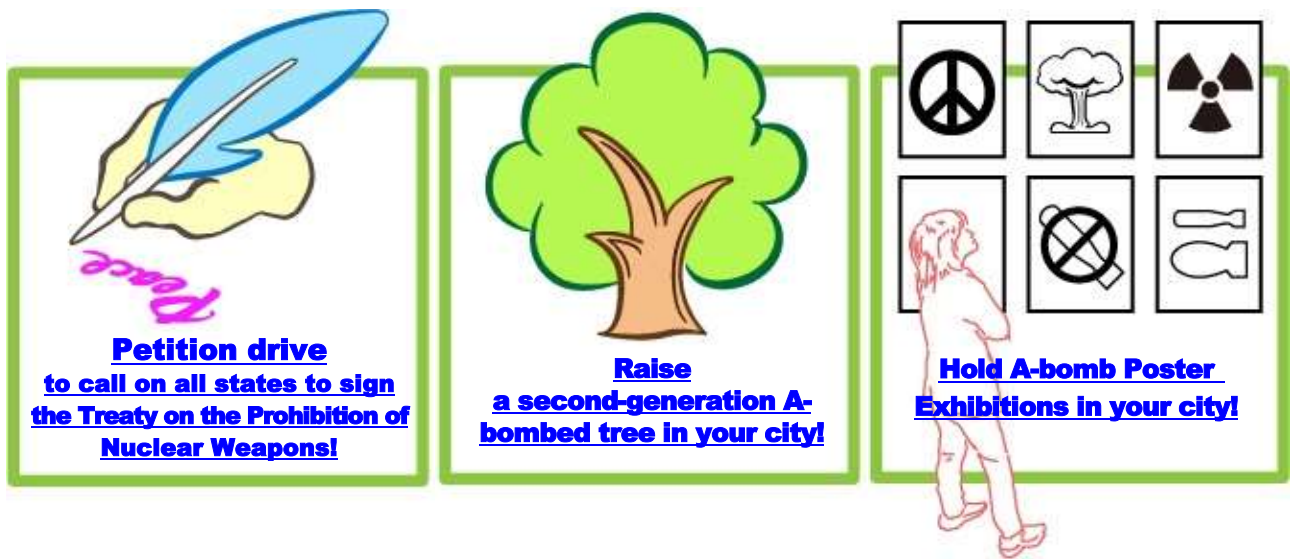 Peace
Petition drive
to call on all states to sign
the Treaty on the Prohibition of
Nuclear Weapons!
Raise
a second-generation A-
bombed tree in your city!
Hold A-bomb Poster
Exhibitions in your city!